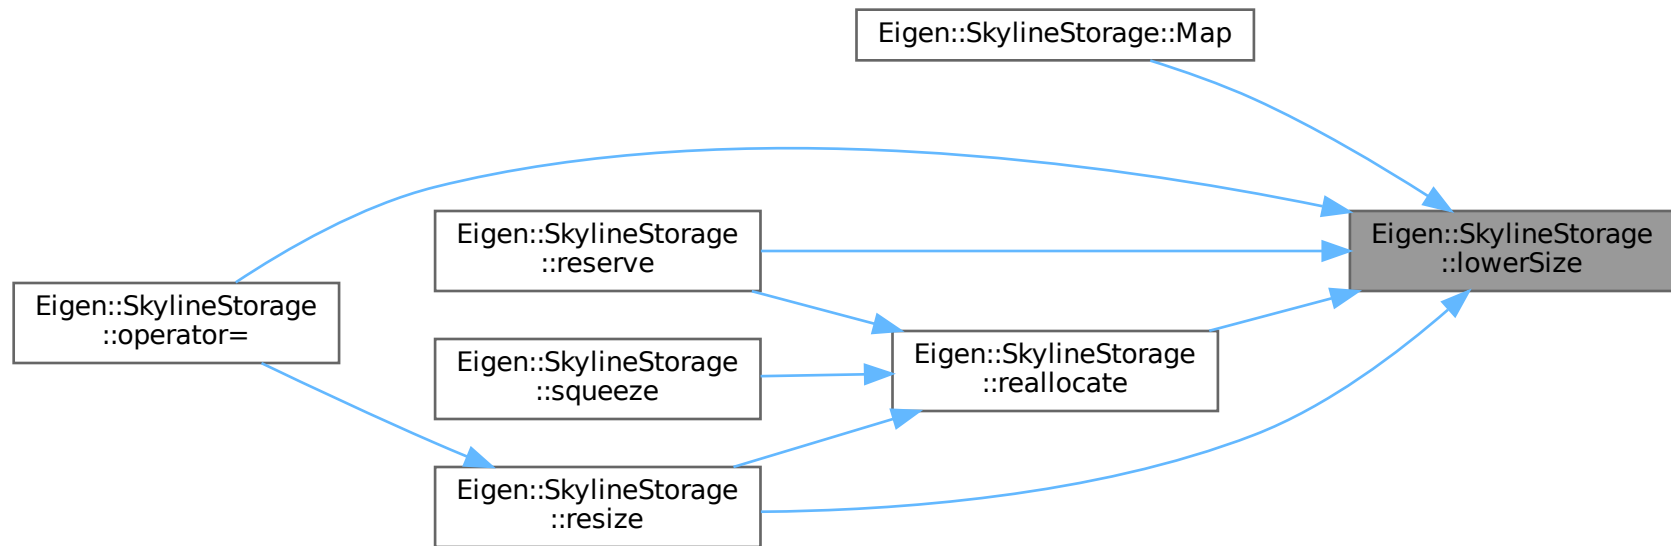 Eigen::SkylineStorage::Map
Eigen::SkylineStorage
::lowerSize
Eigen::SkylineStorage
::reserve
Eigen::SkylineStorage
::operator=
Eigen::SkylineStorage
::squeeze
Eigen::SkylineStorage
::reallocate
Eigen::SkylineStorage
::resize